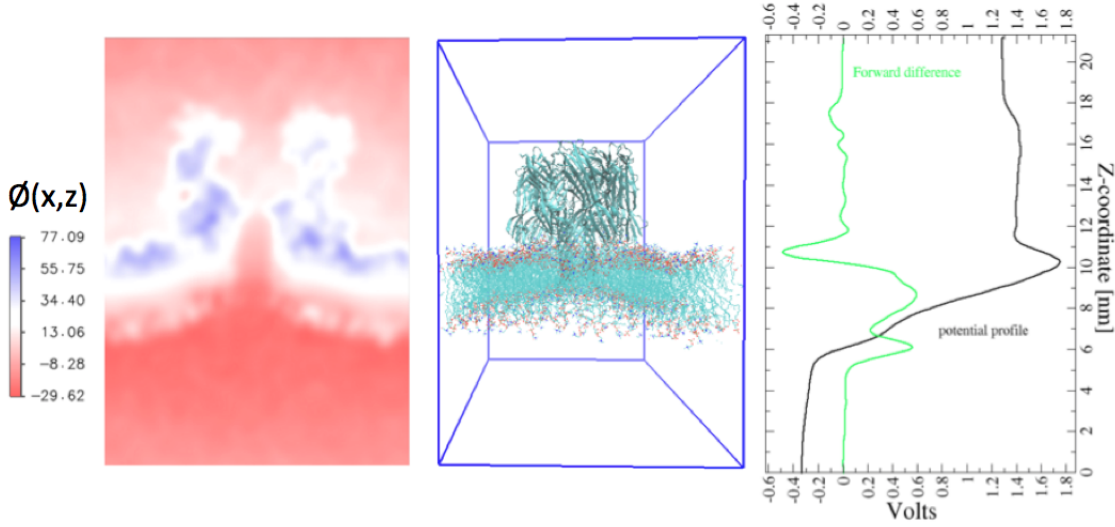 Ø(x,z)
77.09
55.75
34.40
13.06
-8.28
-29.62
-0.6 -0.4 -0.2 0 0.2 0.4 0.6 0.8 1 1.2 1.4 1.6 1.8
Forward difference
potential profile
20
18
16
14
12
10
8
6
4
2
0
Z-coordinate [nm]
-0.6 -0.4 -0.2 0 0.2 0.4 0.6 0.8 1 1.2 1.4 1.6 1.8
Volts